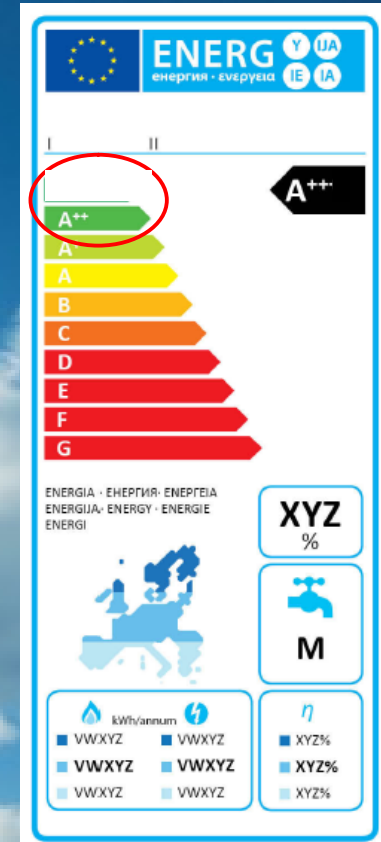 ENERG Y IJA
енергия · ενεργεια IE IA
I II
A++
A++
A+
A
B
C
D
E
F
G
ENERGIA · ЕНЕРГИЯ · ΕΝΕΡΓΕΙΑ
ENERGIJA · ENERGY · ENERGIE
ENERGI
XYZ
%
M
kWh/annum
η
VWXYZ VWXYZ XYZ%
VWXYZ VWXYZ XYZ%
VWXYZ VWXYZ XYZ%